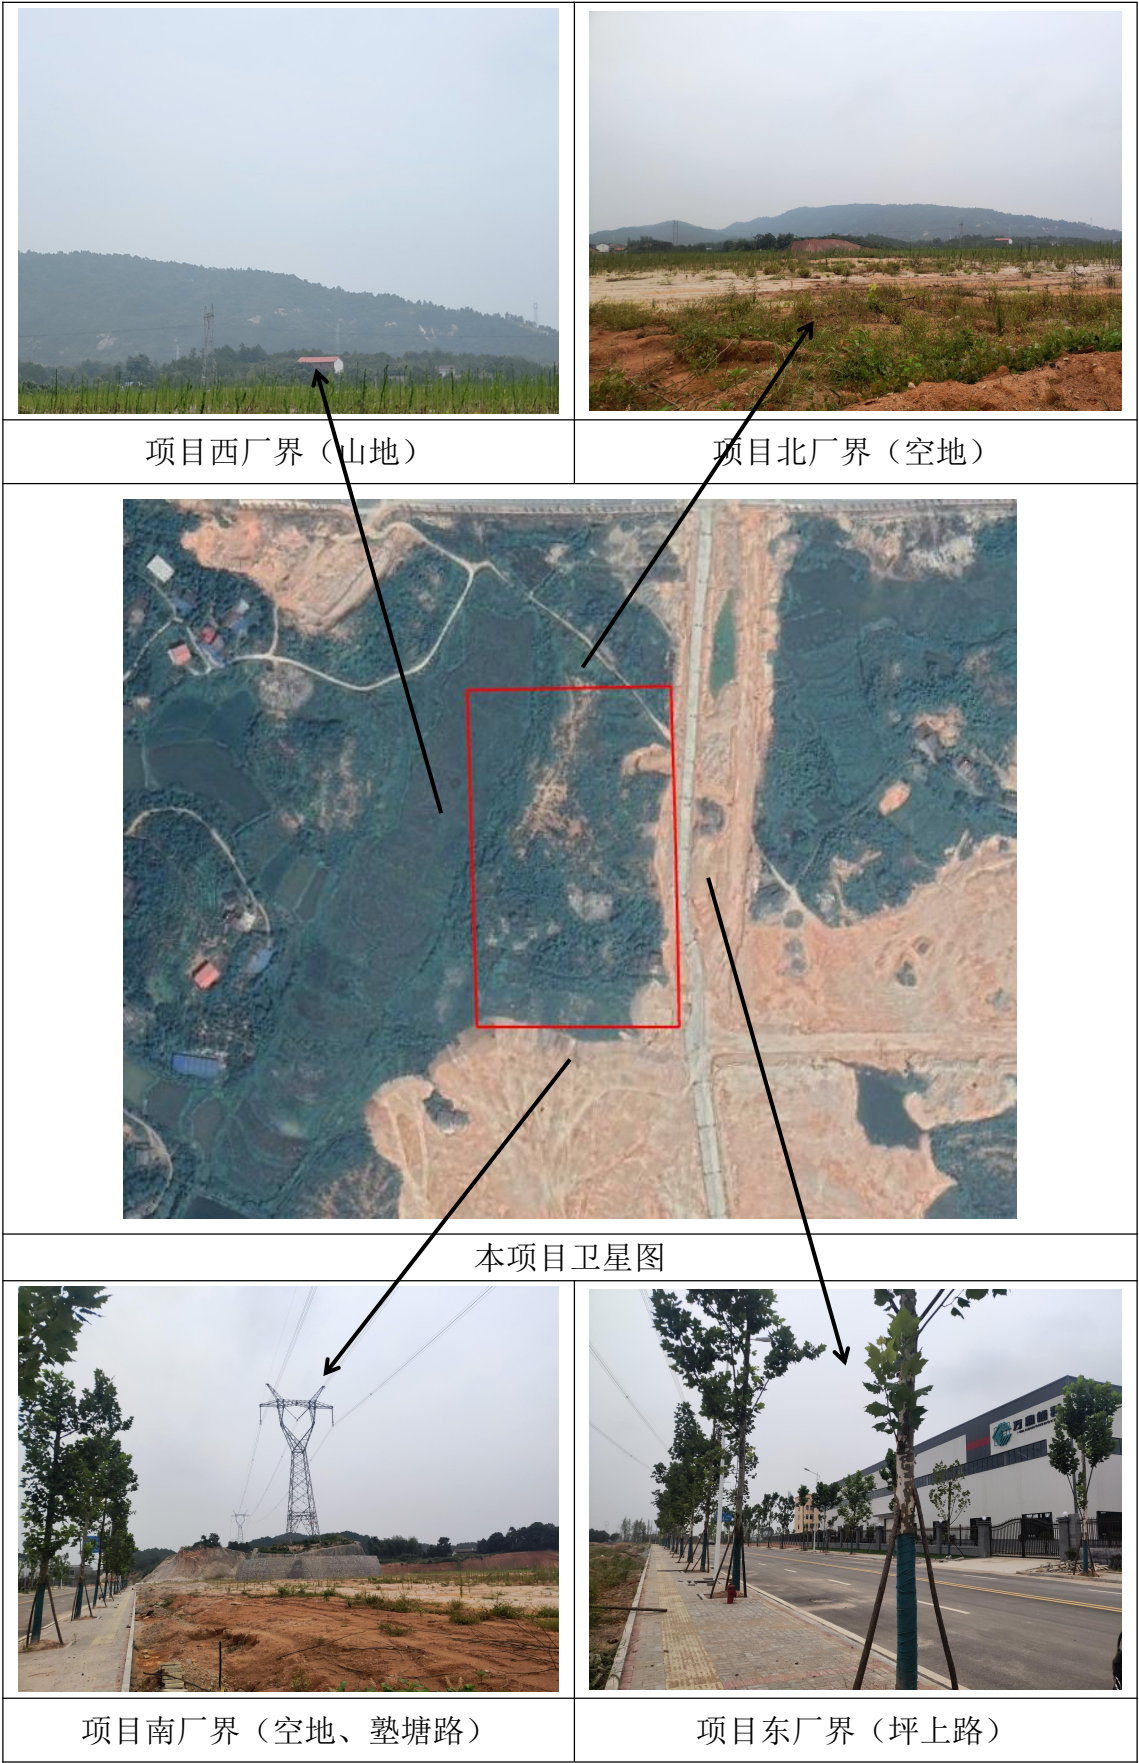 项目西厂界（山地）
项目北厂界（空地）
本项目卫星图
项目南厂界（空地、塾塘路）
项目东厂界（坪上路）